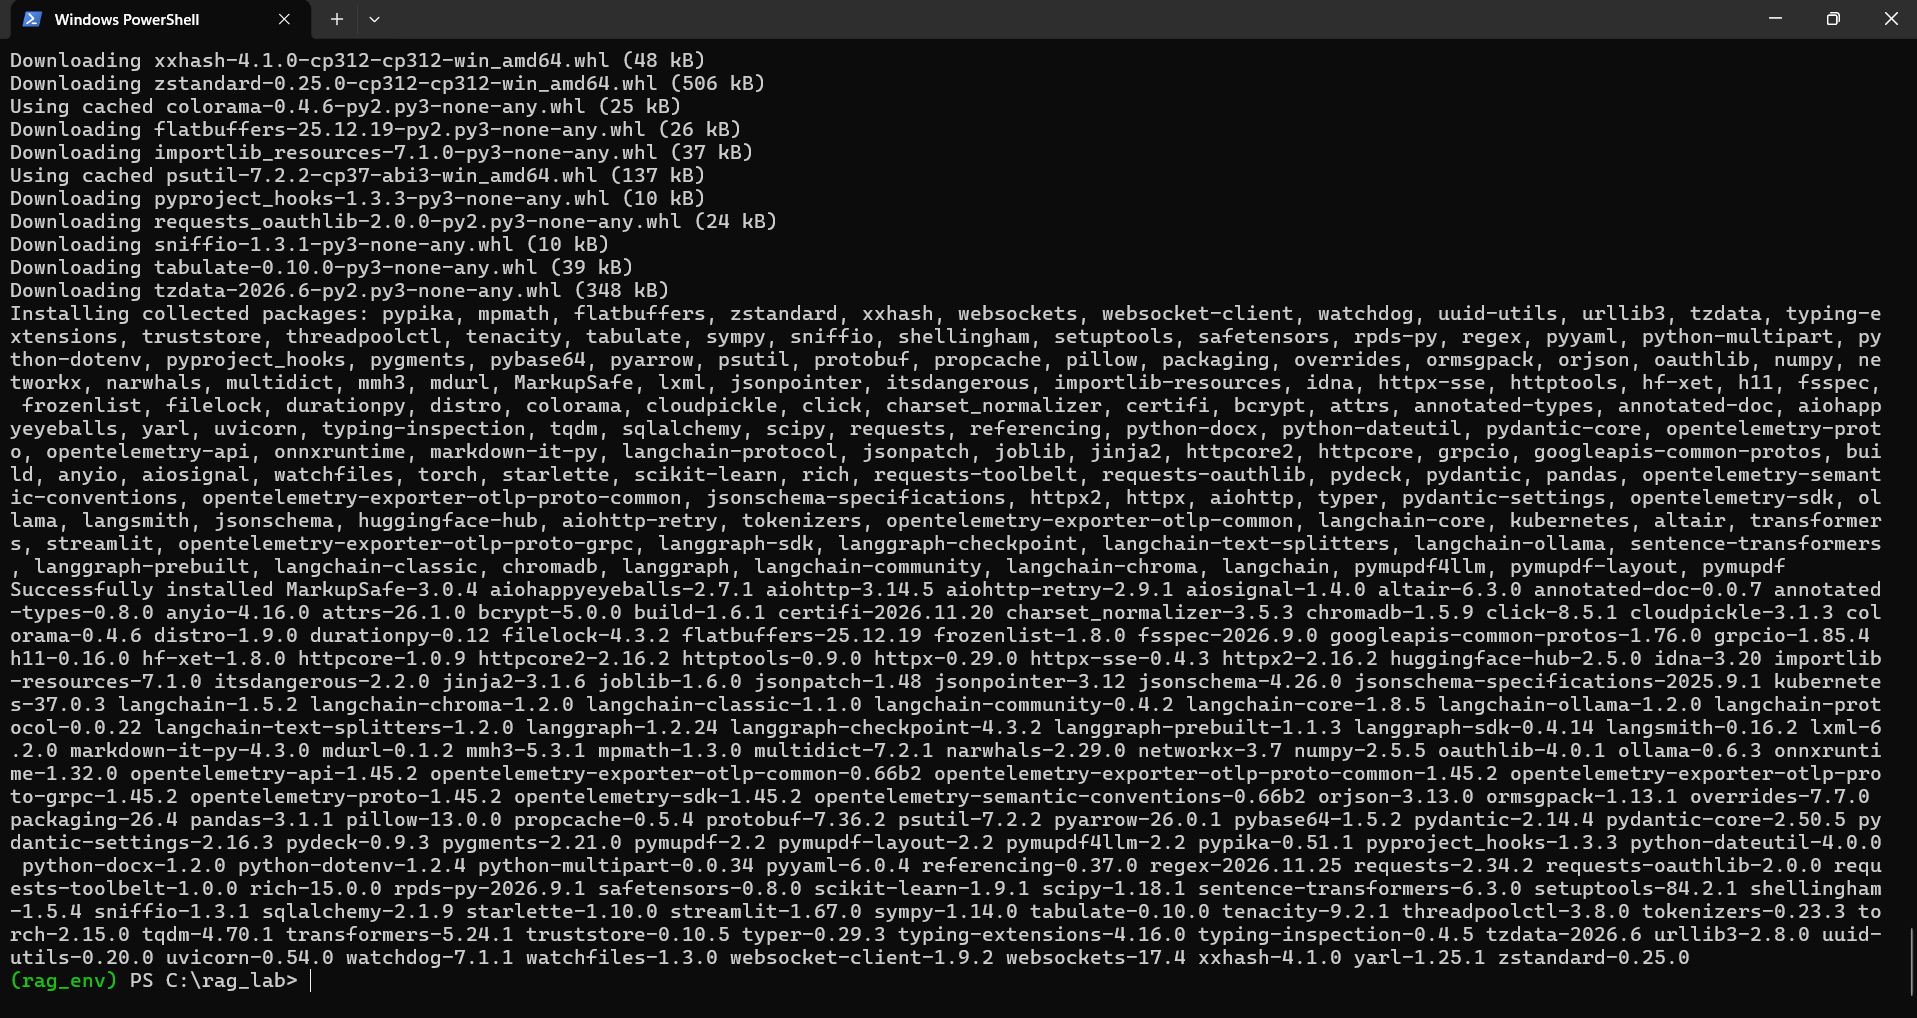 Windows PowerShell
Downloading xxhash-4.1.0-cp312-cp312-win_amd64.whl (48 kB)
Downloading zstandard-0.25.0-cp312-cp312-win_amd64.whl (506 kB)
Using cached colorama-0.4.6-py2.py3-none-any.whl (25 kB)
Downloading flatbuffers-25.12.19-py2.py3-none-any.whl (26 kB)
Downloading importlib_resources-7.1.0-py3-none-any.whl (37 kB)
Using cached psutil-7.2.2-cp37-abi3-win_amd64.whl (137 kB)
Downloading pyproject_hooks-1.3.3-py3-none-any.whl (10 kB)
Downloading requests_oauthlib-2.0.0-py2.py3-none-any.whl (24 kB)
Downloading sniffio-1.3.1-py3-none-any.whl (10 kB)
Downloading tabulate-0.10.0-py3-none-any.whl (39 kB)
Downloading tzdata-2026.6-py2.py3-none-any.whl (348 kB)
Installing collected packages: pypika, mpmath, flatbuffers, zstandard, xxhash, websockets, websocket-client, watchdog, uuid-utils, urllib3, tzdata, typing-e
xtensions, truststore, threadpoolctl, tenacity, tabulate, sympy, sniffio, shellingham, setuptools, safetensors, rpds-py, regex, pyyaml, python-multipart, py
thon-dotenv, pyproject_hooks, pygments, pybase64, pyarrow, psutil, protobuf, propcache, pillow, packaging, overrides, ormsgpack, orjson, oauthlib, numpy, ne
tworkx, narwhals, multidict, mmh3, mdurl, MarkupSafe, lxml, jsonpointer, itsdangerous, importlib-resources, idna, httpx-sse, httptools, hf-xet, h11, fsspec,
 frozenlist, filelock, durationpy, distro, colorama, cloudpickle, click, charset_normalizer, certifi, bcrypt, attrs, annotated-types, annotated-doc, aiohapp
yeyeballs, yarl, uvicorn, typing-inspection, tqdm, sqlalchemy, scipy, requests, referencing, python-docx, python-dateutil, pydantic-core, opentelemetry-prot
o, opentelemetry-api, onnxruntime, markdown-it-py, langchain-protocol, jsonpatch, joblib, jinja2, httpcore2, httpcore, grpcio, googleapis-common-protos, bui
ld, anyio, aiosignal, watchfiles, torch, starlette, scikit-learn, rich, requests-toolbelt, requests-oauthlib, pydeck, pydantic, pandas, opentelemetry-semant
ic-conventions, opentelemetry-exporter-otlp-proto-common, jsonschema-specifications, httpx2, httpx, aiohttp, typer, pydantic-settings, opentelemetry-sdk, ol
lama, langsmith, jsonschema, huggingface-hub, aiohttp-retry, tokenizers, opentelemetry-exporter-otlp-common, langchain-core, kubernetes, altair, transformer
s, streamlit, opentelemetry-exporter-otlp-proto-grpc, langgraph-sdk, langgraph-checkpoint, langchain-text-splitters, langchain-ollama, sentence-transformers
, langgraph-prebuilt, langchain-classic, chromadb, langgraph, langchain-community, langchain-chroma, langchain, pymupdf4llm, pymupdf-layout, pymupdf
Successfully installed MarkupSafe-3.0.4 aiohappyeyeballs-2.7.1 aiohttp-3.14.5 aiohttp-retry-2.9.1 aiosignal-1.4.0 altair-6.3.0 annotated-doc-0.0.7 annotated
-types-0.8.0 anyio-4.16.0 attrs-26.1.0 bcrypt-5.0.0 build-1.6.1 certifi-2026.11.20 charset_normalizer-3.5.3 chromadb-1.5.9 click-8.5.1 cloudpickle-3.1.3 col
orama-0.4.6 distro-1.9.0 durationpy-0.12 filelock-4.3.2 flatbuffers-25.12.19 frozenlist-1.8.0 fsspec-2026.9.0 googleapis-common-protos-1.76.0 grpcio-1.85.4
h11-0.16.0 hf-xet-1.8.0 httpcore-1.0.9 httpcore2-2.16.2 httptools-0.9.0 httpx-0.29.0 httpx-sse-0.4.3 httpx2-2.16.2 huggingface-hub-2.5.0 idna-3.20 importlib
-resources-7.1.0 itsdangerous-2.2.0 jinja2-3.1.6 joblib-1.6.0 jsonpatch-1.48 jsonpointer-3.12 jsonschema-4.26.0 jsonschema-specifications-2025.9.1 kubernete
s-37.0.3 langchain-1.5.2 langchain-chroma-1.2.0 langchain-classic-1.1.0 langchain-community-0.4.2 langchain-core-1.8.5 langchain-ollama-1.2.0 langchain-prot
ocol-0.0.22 langchain-text-splitters-1.2.0 langgraph-1.2.24 langgraph-checkpoint-4.3.2 langgraph-prebuilt-1.1.3 langgraph-sdk-0.4.14 langsmith-0.16.2 lxml-6
.2.0 markdown-it-py-4.3.0 mdurl-0.1.2 mmh3-5.3.1 mpmath-1.3.0 multidict-7.2.1 narwhals-2.29.0 networkx-3.7 numpy-2.5.5 oauthlib-4.0.1 ollama-0.6.3 onnxrunti
me-1.32.0 opentelemetry-api-1.45.2 opentelemetry-exporter-otlp-common-0.66b2 opentelemetry-exporter-otlp-proto-common-1.45.2 opentelemetry-exporter-otlp-pro
to-grpc-1.45.2 opentelemetry-proto-1.45.2 opentelemetry-sdk-1.45.2 opentelemetry-semantic-conventions-0.66b2 orjson-3.13.0 ormsgpack-1.13.1 overrides-7.7.0
packaging-26.4 pandas-3.1.1 pillow-13.0.0 propcache-0.5.4 protobuf-7.36.2 psutil-7.2.2 pyarrow-26.0.1 pybase64-1.5.2 pydantic-2.14.4 pydantic-core-2.50.5 py
dantic-settings-2.16.3 pydeck-0.9.3 pygments-2.21.0 pymupdf-2.2 pymupdf-layout-2.2 pymupdf4llm-2.2 pypika-0.51.1 pyproject_hooks-1.3.3 python-dateutil-4.0.0
 python-docx-1.2.0 python-dotenv-1.2.4 python-multipart-0.0.34 pyyaml-6.0.4 referencing-0.37.0 regex-2026.11.25 requests-2.34.2 requests-oauthlib-2.0.0 requ
ests-toolbelt-1.0.0 rich-15.0.0 rpds-py-2026.9.1 safetensors-0.8.0 scikit-learn-1.9.1 scipy-1.18.1 sentence-transformers-6.3.0 setuptools-84.2.1 shellingham
-1.5.4 sniffio-1.3.1 sqlalchemy-2.1.9 starlette-1.10.0 streamlit-1.67.0 sympy-1.14.0 tabulate-0.10.0 tenacity-9.2.1 threadpoolctl-3.8.0 tokenizers-0.23.3 to
rch-2.15.0 tqdm-4.70.1 transformers-5.24.1 truststore-0.10.5 typer-0.29.3 typing-extensions-4.16.0 typing-inspection-0.4.5 tzdata-2026.6 urllib3-2.8.0 uuid-
utils-0.20.0 uvicorn-0.54.0 watchdog-7.1.1 watchfiles-1.3.0 websocket-client-1.9.2 websockets-17.4 xxhash-4.1.0 yarl-1.25.1 zstandard-0.25.0
(rag_env) PS C:\rag_lab>